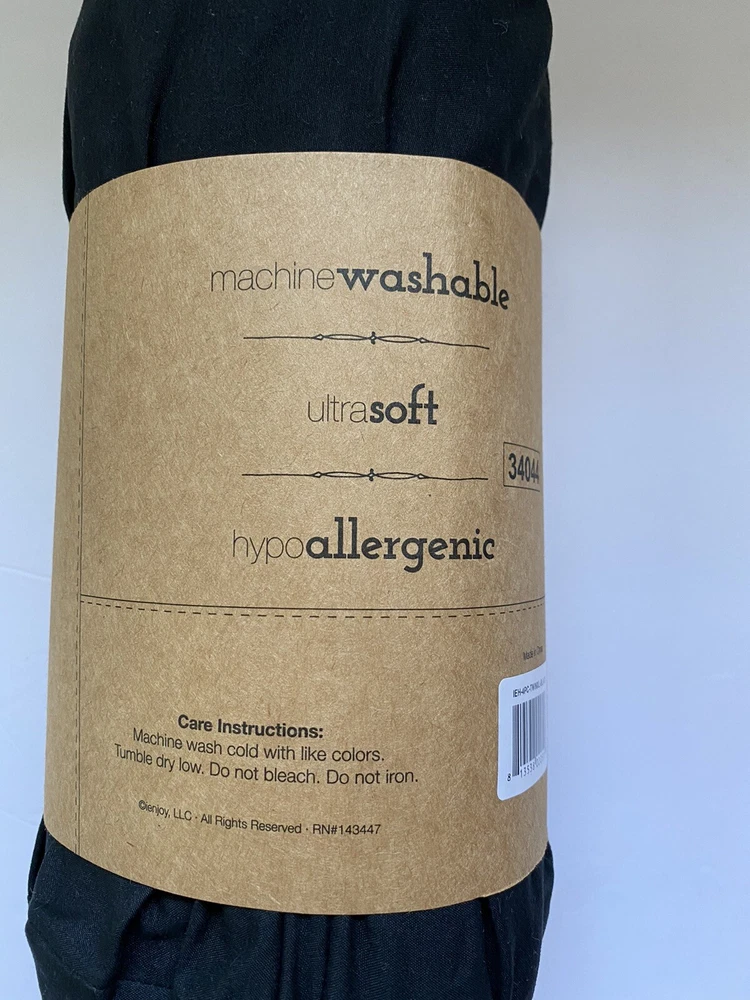 machinewashable
ultrasoft
34044
hypoallergenic
Made in
Care Instructions:
Machine wash cold with like colors.
Tumble dry low. Do not bleach. Do not iron.
©ienjoy, LLC · All Rights Reserved · RN#143447